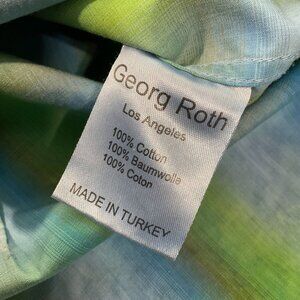 Georg Roth
Los Angeles
100% Cotton
100% Baumwolle
100% Coton
MADE IN TURKEY